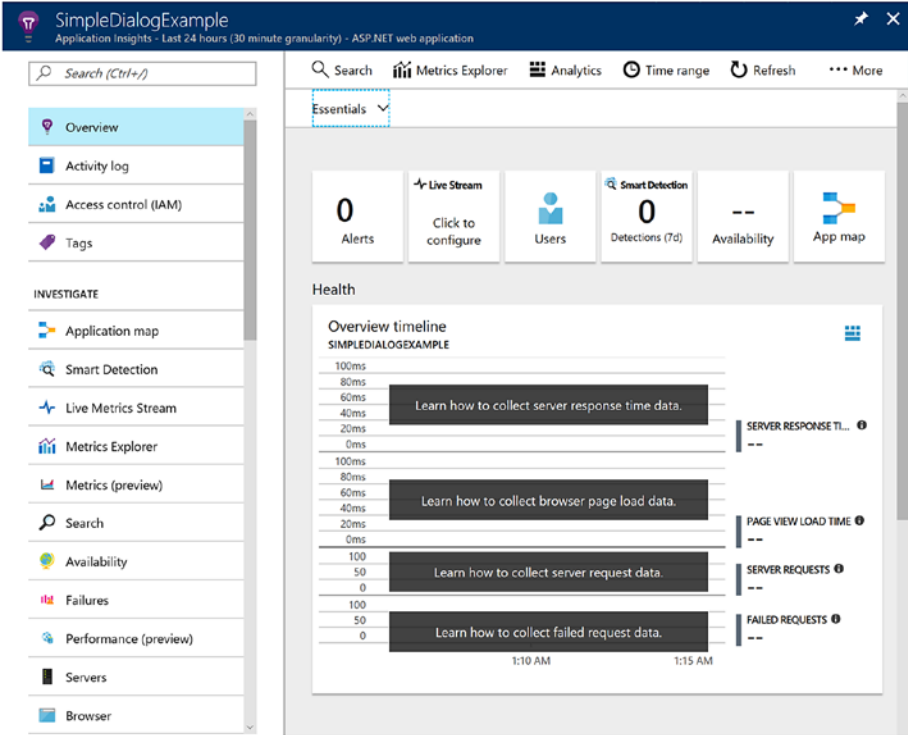 SimpleDialogExample
Application Insights - Last 24 hours (30 minute granularity) - ASP.NET web application
Search (Ctrl+/)
Overview
Activity log
Access control (IAM)
Tags
INVESTIGATE
Application map
Smart Detection
Live Metrics Stream
Metrics Explorer
Metrics (preview)
Search
Availability
Failures
Performance (preview)
Servers
Browser
Search Metrics Explorer Analytics Time range Refresh ••• More
Essentials
0
Alerts
Live Stream
Click to
configure
Users
Smart Detection
0
Detections (7d)
--
Availability
App map
Health
Overview timeline
SIMPLEDIALOGEXAMPLE
100ms
80ms
60ms
40ms
20ms
0ms
Learn how to collect server response time data.
SERVER RESPONSE TI...
--
100ms
80ms
60ms
40ms
20ms
0ms
Learn how to collect browser page load data.
PAGE VIEW LOAD TIME
--
100
50
0
Learn how to collect server request data.
SERVER REQUESTS
--
100
50
0
Learn how to collect failed request data.
FAILED REQUESTS
--
1:10 AM 1:15 AM